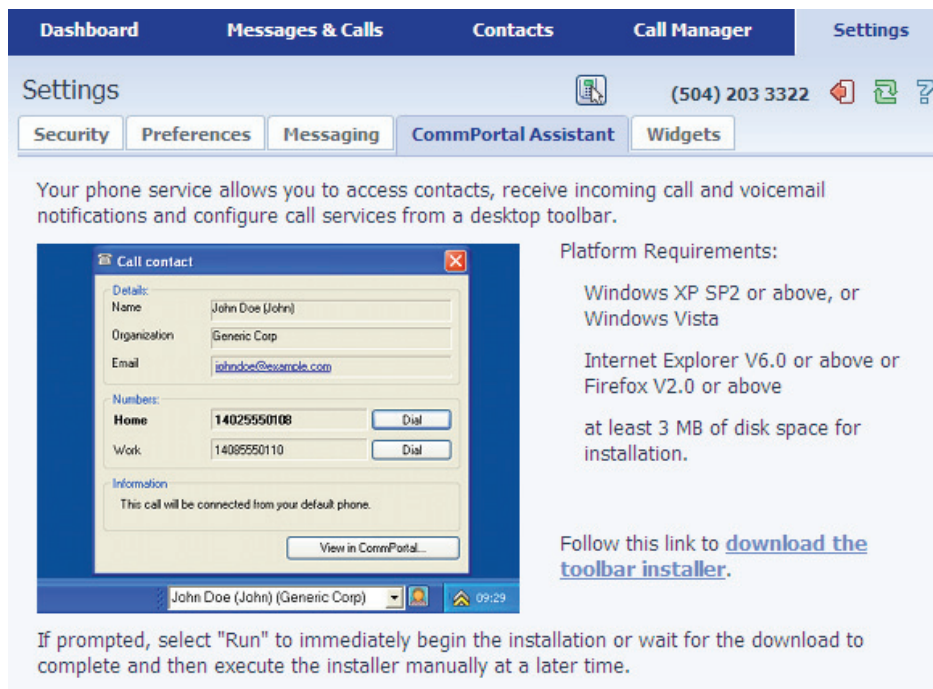 Dashboard Messages & Calls Contacts Call Manager Settings
Settings (504) 203 3322 ?
Security Preferences Messaging CommPortal Assistant Widgets
Your phone service allows you to access contacts, receive incoming call and voicemail
notifications and configure call services from a desktop toolbar.
Call contact
Details:
Name John Doe (John)
Organization Generic Corp
Email johndoe@example.com
Numbers:
Home 14025550108 Dial
Work 14085550110 Dial
Information
This call will be connected from your default phone.
View in CommPortal...
John Doe (John) (Generic Corp) 09:29
Platform Requirements:
Windows XP SP2 or above, or
Windows Vista
Internet Explorer V6.0 or above or
Firefox V2.0 or above
at least 3 MB of disk space for
installation.
Follow this link to download the
toolbar installer.
If prompted, select "Run" to immediately begin the installation or wait for the download to
complete and then execute the installer manually at a later time.